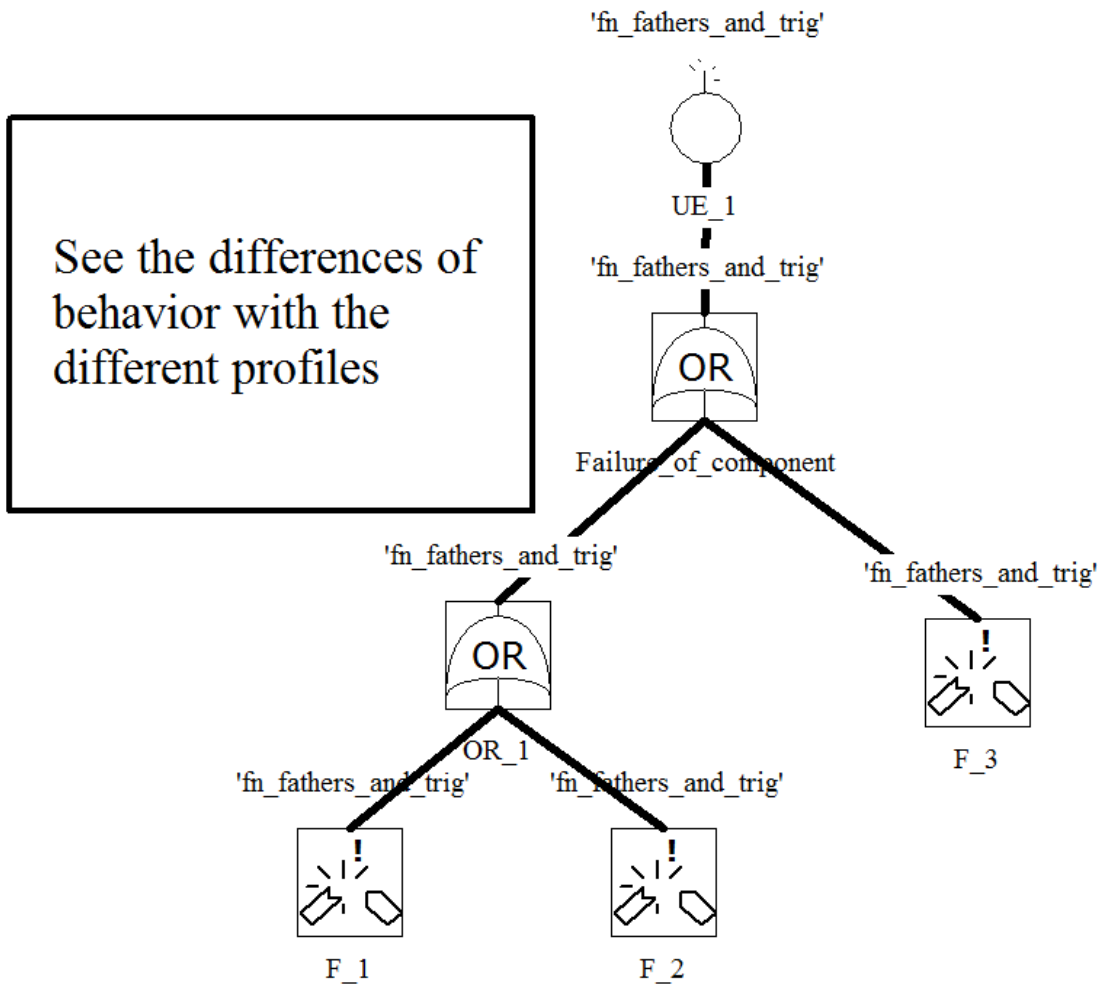 'fn_fathers_and_trig'
UE_1
See the differences of
behavior with the
different profiles
'fn_fathers_and_trig'
OR
Failure_of_component
'fn_fathers_and_trig'
'fn_fathers_and_trig'
OR
!
OR_1
F_3
'fn_fathers_and_trig'
'fn_fathers_and_trig'
!
!
F_1
F_2